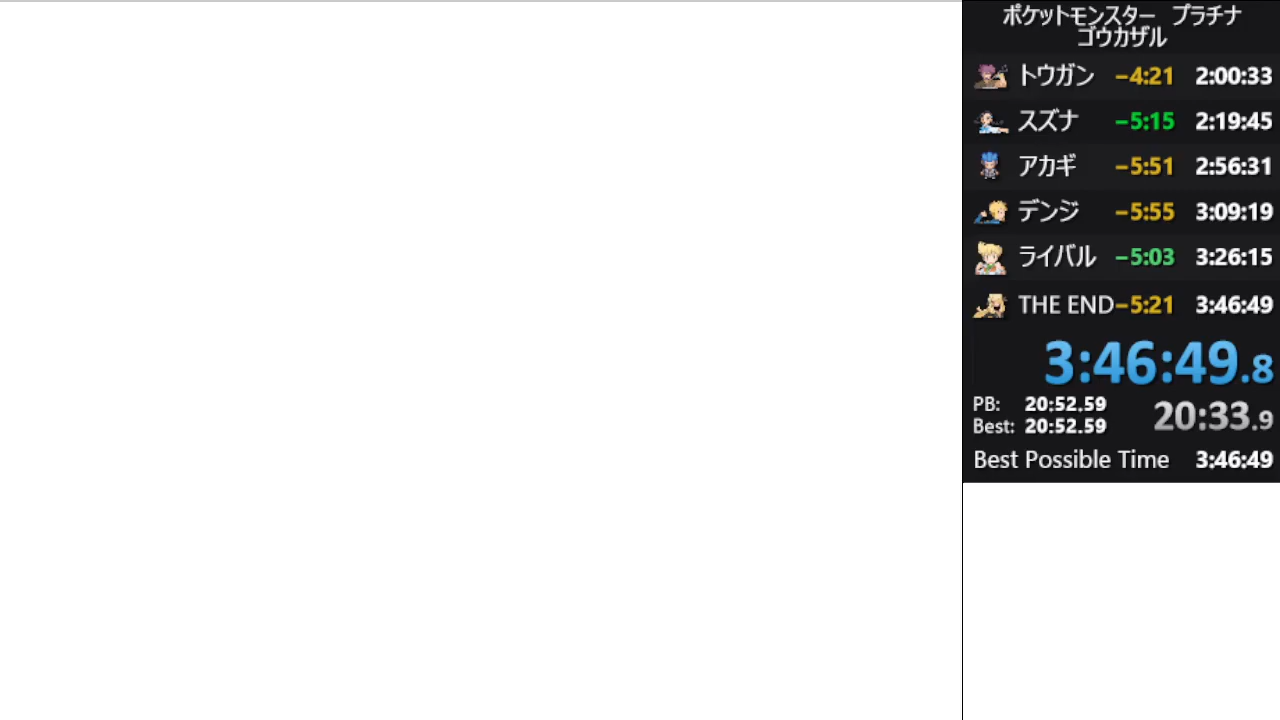 ポケットモンスター　プラチナ
ゴウカザル
トウガン −4:21 2:00:33
スズナ −5:15 2:19:45
アカギ −5:51 2:56:31
デンジ −5:55 3:09:19
ライバル −5:03 3:26:15
THE END −5:21 3:46:49
3:46:49.8
PB: 20:52.59
Best: 20:52.59
20:33.9
Best Possible Time 3:46:49